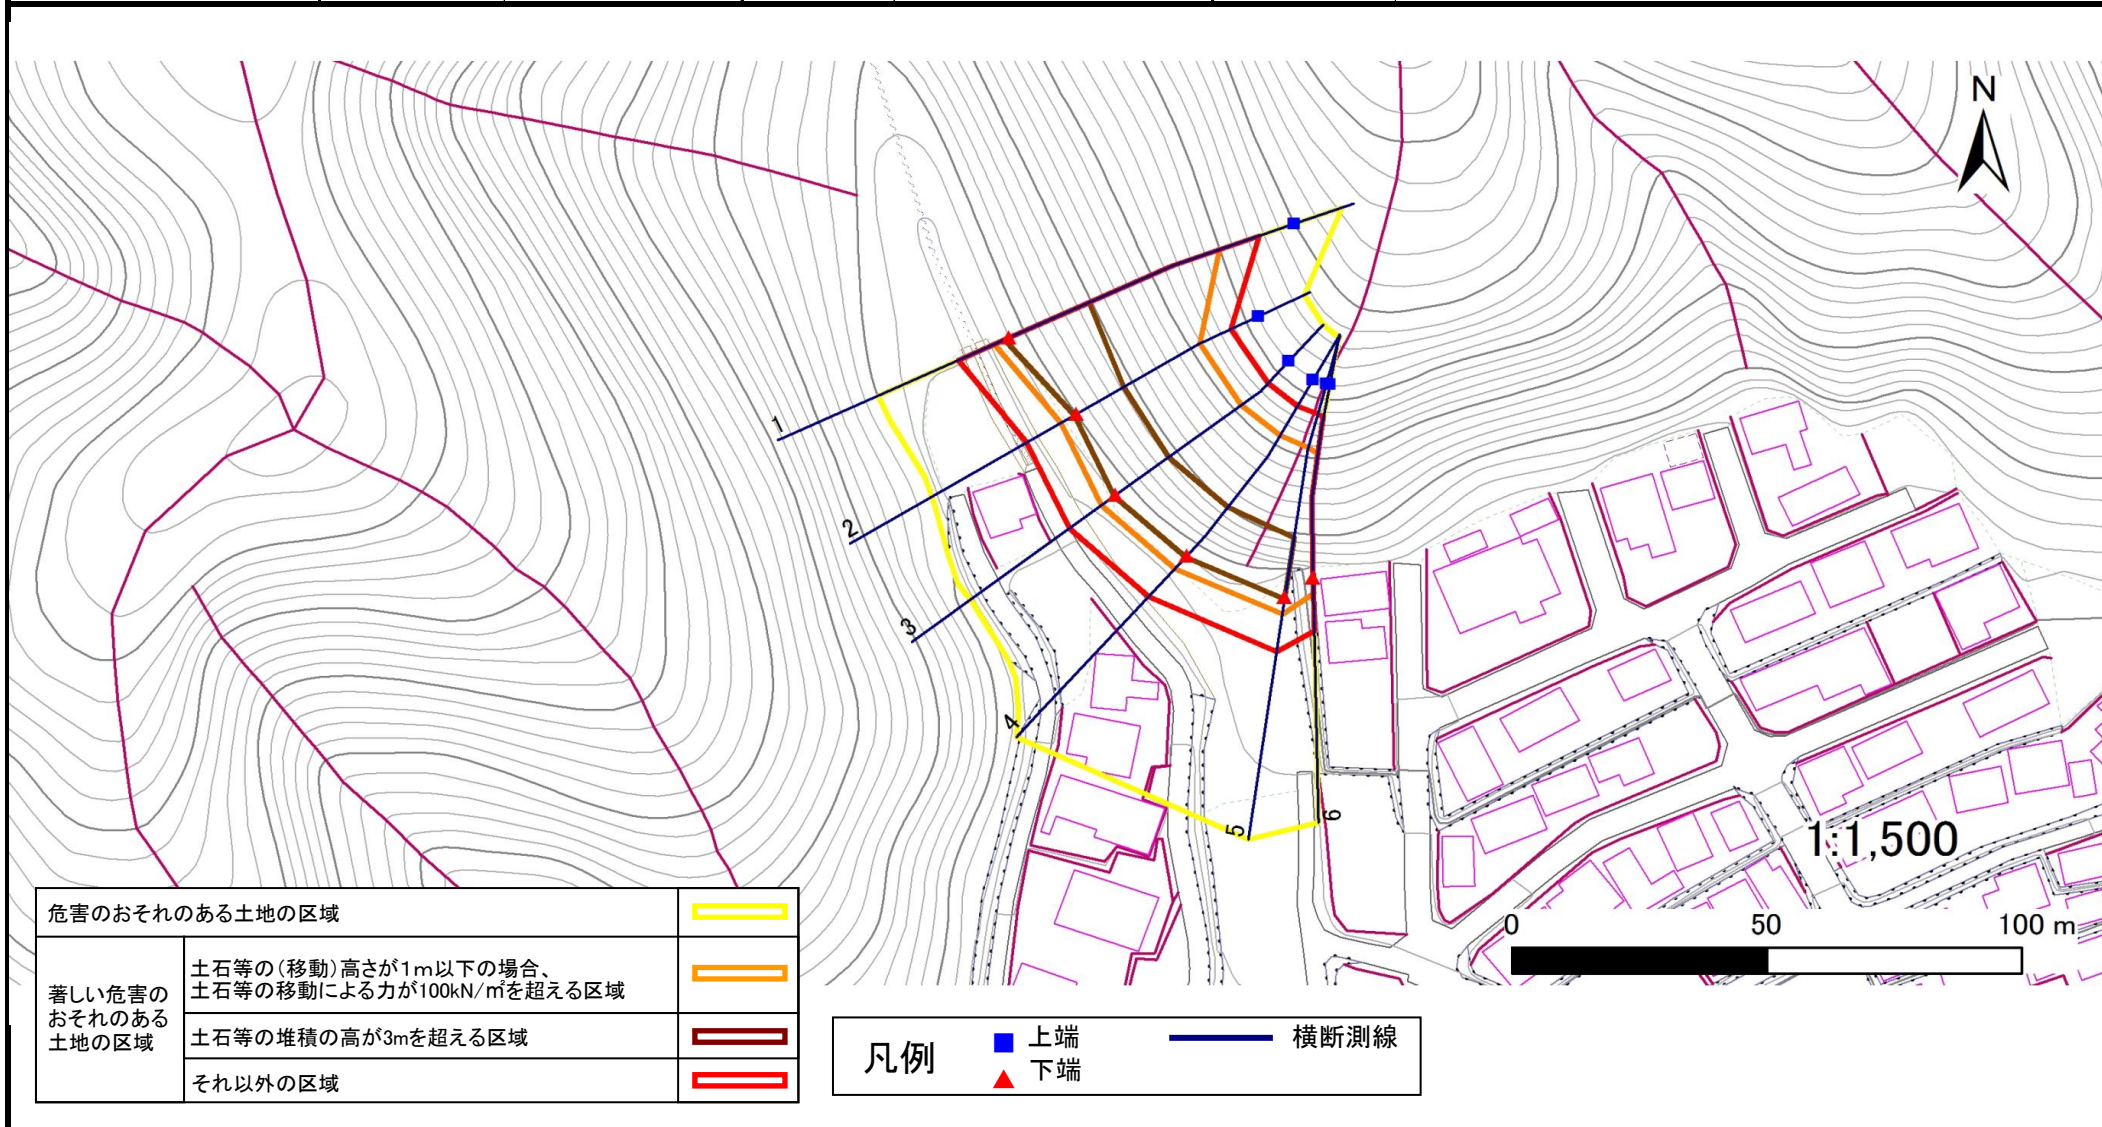 N
1
2
3
4
5
6
1:1,500
0 50 100 m
危害のおそれのある土地の区域
著しい危害の
おそれのある
土地の区域
土石等の(移動)高さが1m以下の場合、
土石等の移動による力が100kN/㎡を超える区域
土石等の堆積の高が3mを超える区域
それ以外の区域
凡例
上端
下端
横断測線